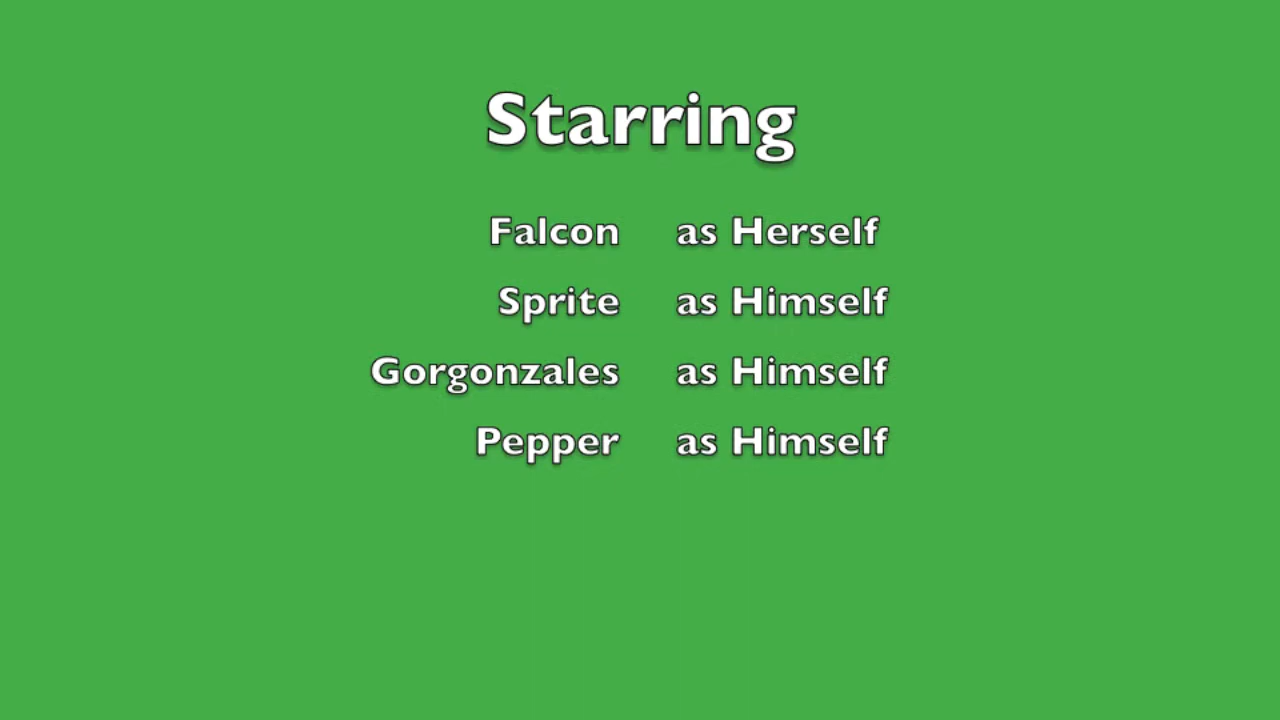 Starring
Falcon as Herself
Sprite as Himself
Gorgonzales as Himself
Pepper as Himself